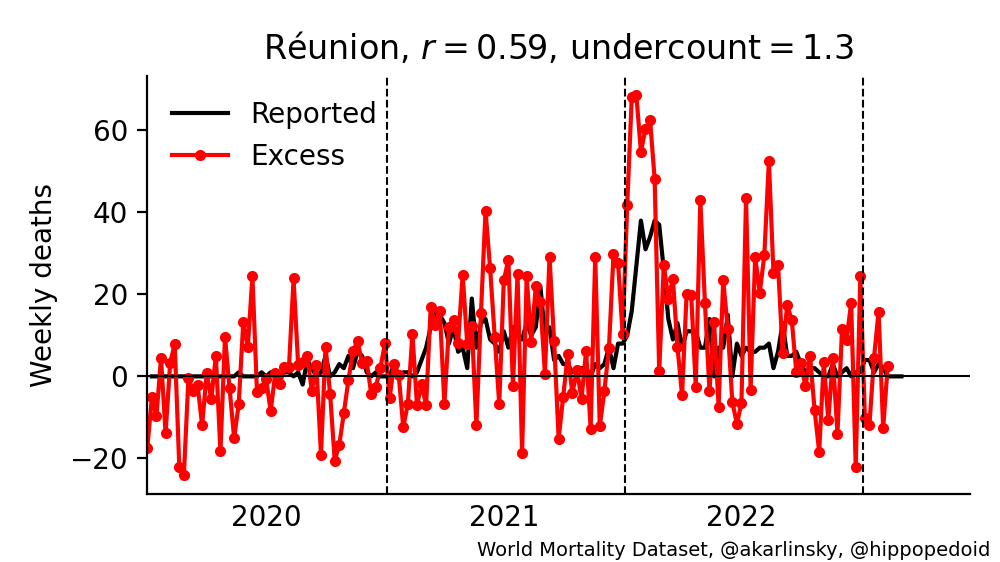 Réunion, r = 0.59, undercount = 1.3
Reported
Excess
Weekly deaths
60
40
20
0
−20
2020 2021 2022
World Mortality Dataset, @akarlinsky, @hippopedoid